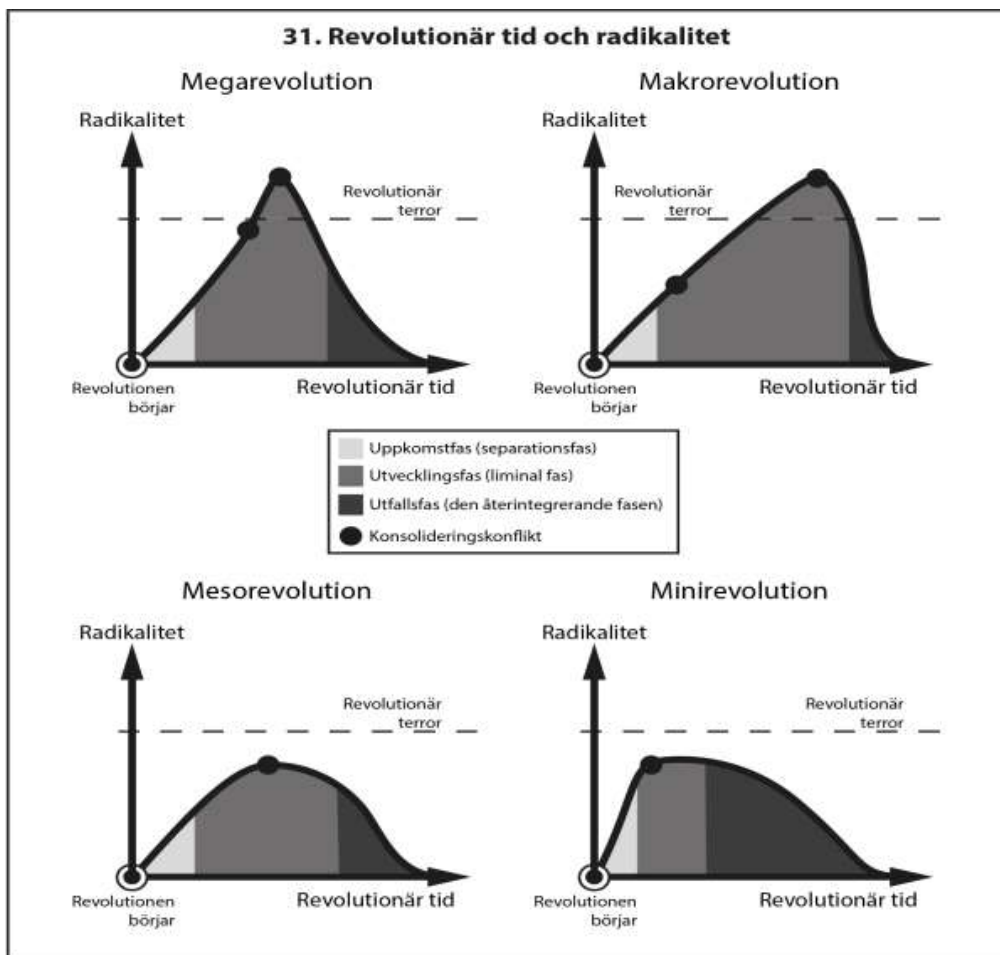 31. Revolutionär tid och radikalitet
Megarevolution
Radikalitet
Revolutionär
terror
Revolutionen
börjar
Revolutionär tid
Makrorevolution
Radikalitet
Revolutionär
terror
Revolutionen
börjar
Revolutionär tid
Uppkomstfas (separationsfas)
Utvecklingsfas (liminal fas)
Utfallsfas (den återintegrerande fasen)
Konsolideringskonflikt
Mesorevolution
Radikalitet
Revolutionär
terror
Revolutionen
börjar
Revolutionär tid
Minirevolution
Radikalitet
Revolutionär
terror
Revolutionen
börjar
Revolutionär tid